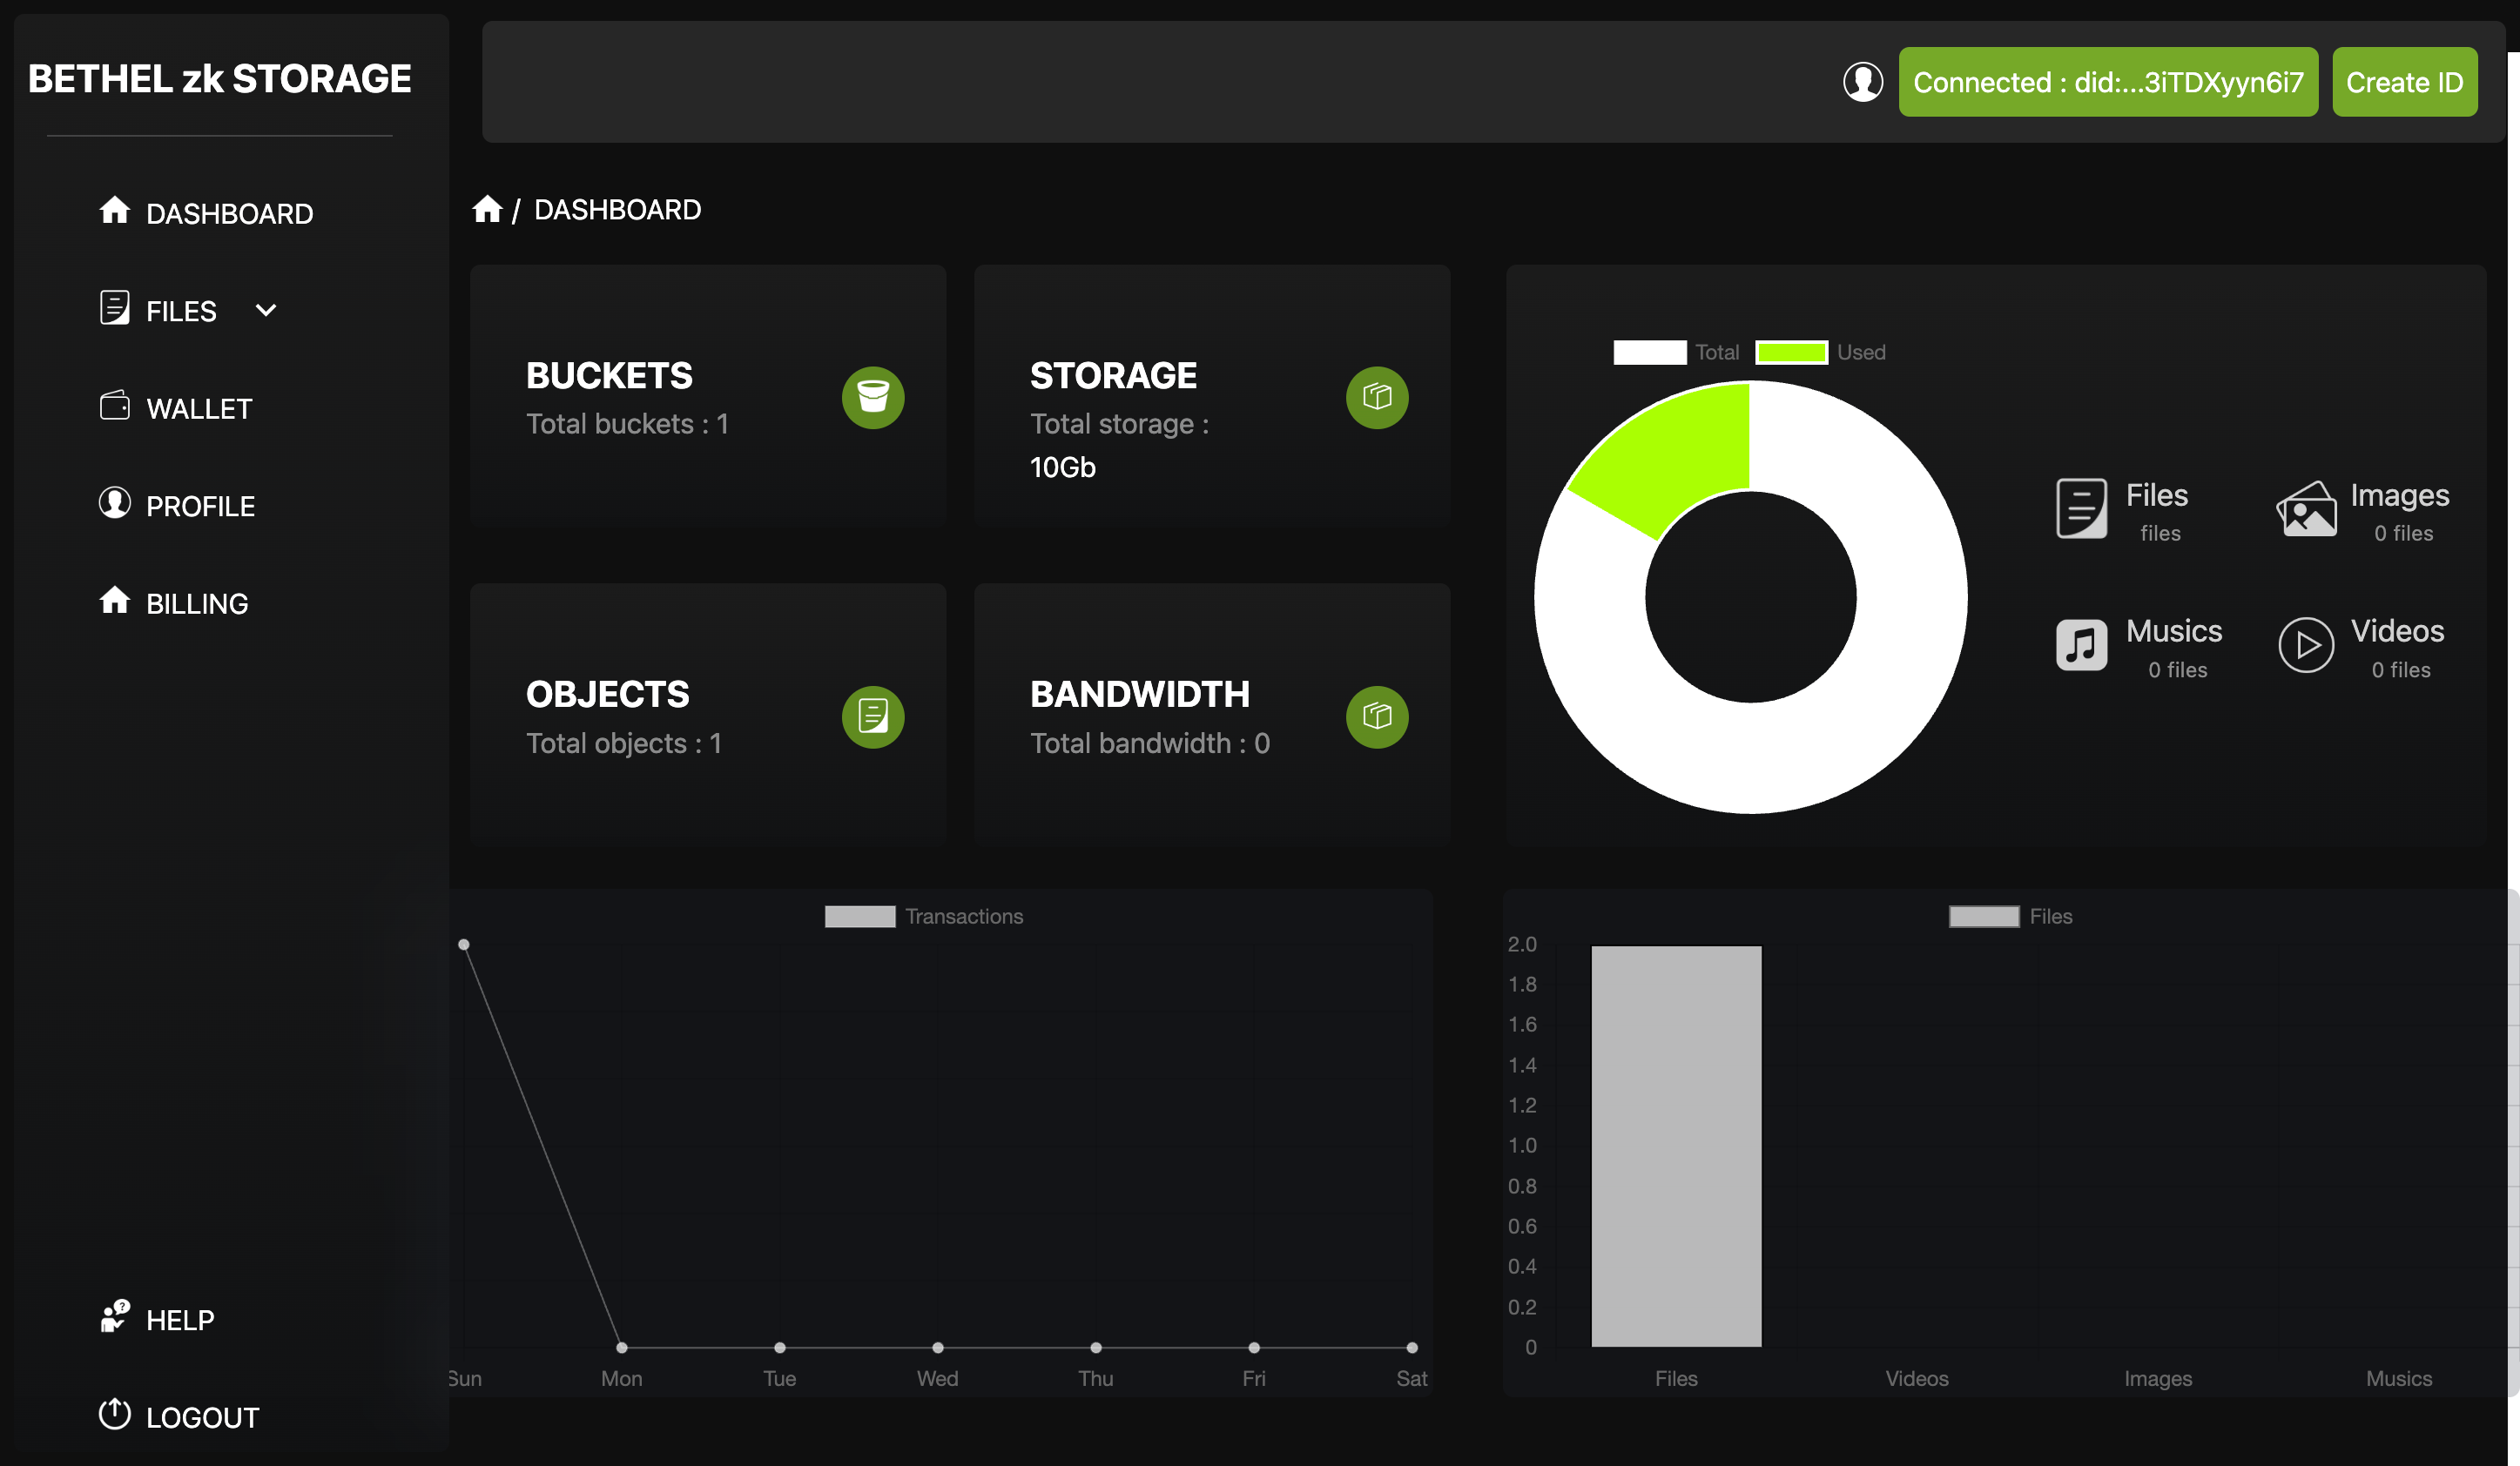 BETHEL zk STORAGE
DASHBOARD
FILES
WALLET
PROFILE
BILLING
HELP
LOGOUT
Connected : did:...3iTDXyyn6i7
Create ID
/ DASHBOARD
BUCKETS
Total buckets : 1
STORAGE
Total storage :
10Gb
OBJECTS
Total objects : 1
BANDWIDTH
Total bandwidth : 0
Total
Used
Files
files
Images
0 files
Musics
0 files
Videos
0 files
Transactions
Sun
Mon
Tue
Wed
Thu
Fri
Sat
Files
2.0
1.8
1.6
1.4
1.2
1.0
0.8
0.6
0.4
0.2
0
Files
Videos
Images
Musics